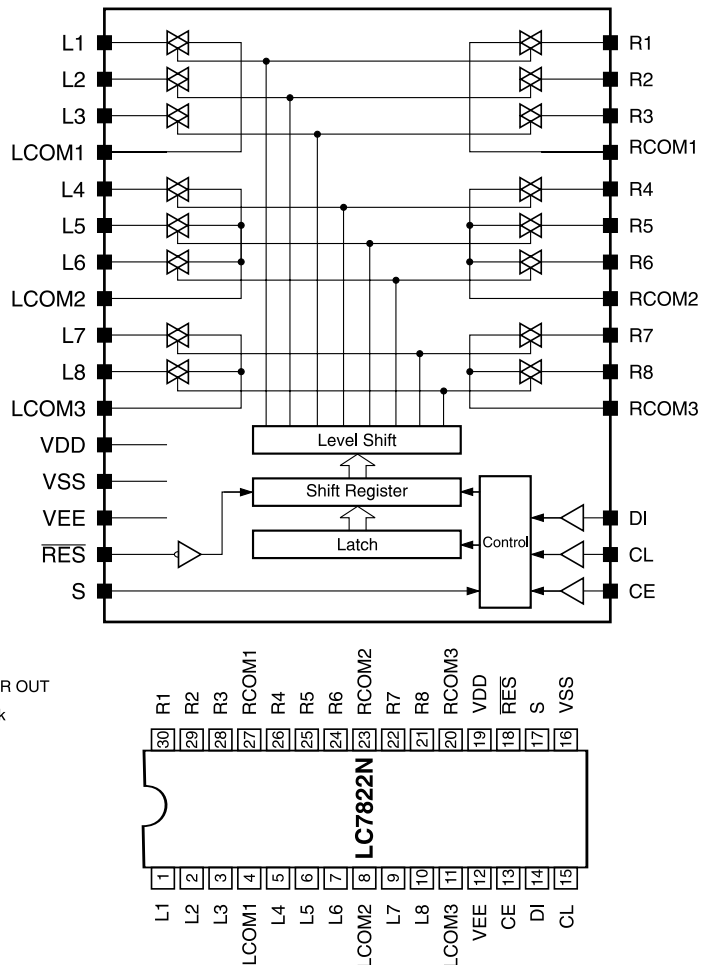 L1 R1
L2 R2
L3 R3
LCOM1 RCOM1
L4 R4
L5 R5
L6 R6
LCOM2 RCOM2
L7 R7
L8 R8
LCOM3 RCOM3
VDD Level Shift
VSS Shift Register
VEE DI
RES Latch Control CL
S CE
R OUT
k
R1 R2 R3 RCOM1 R4 R5 R6 RCOM2 R7 R8 RCOM3 VDD RES S VSS
30 29 28 27 26 25 24 23 22 21 20 19 18 17 16
LC7822N
1 2 3 4 5 6 7 8 9 10 11 12 13 14 15
L1 L2 L3 LCOM1 L4 L5 L6 LCOM2 L7 L8 LCOM3 VEE CE DI CL